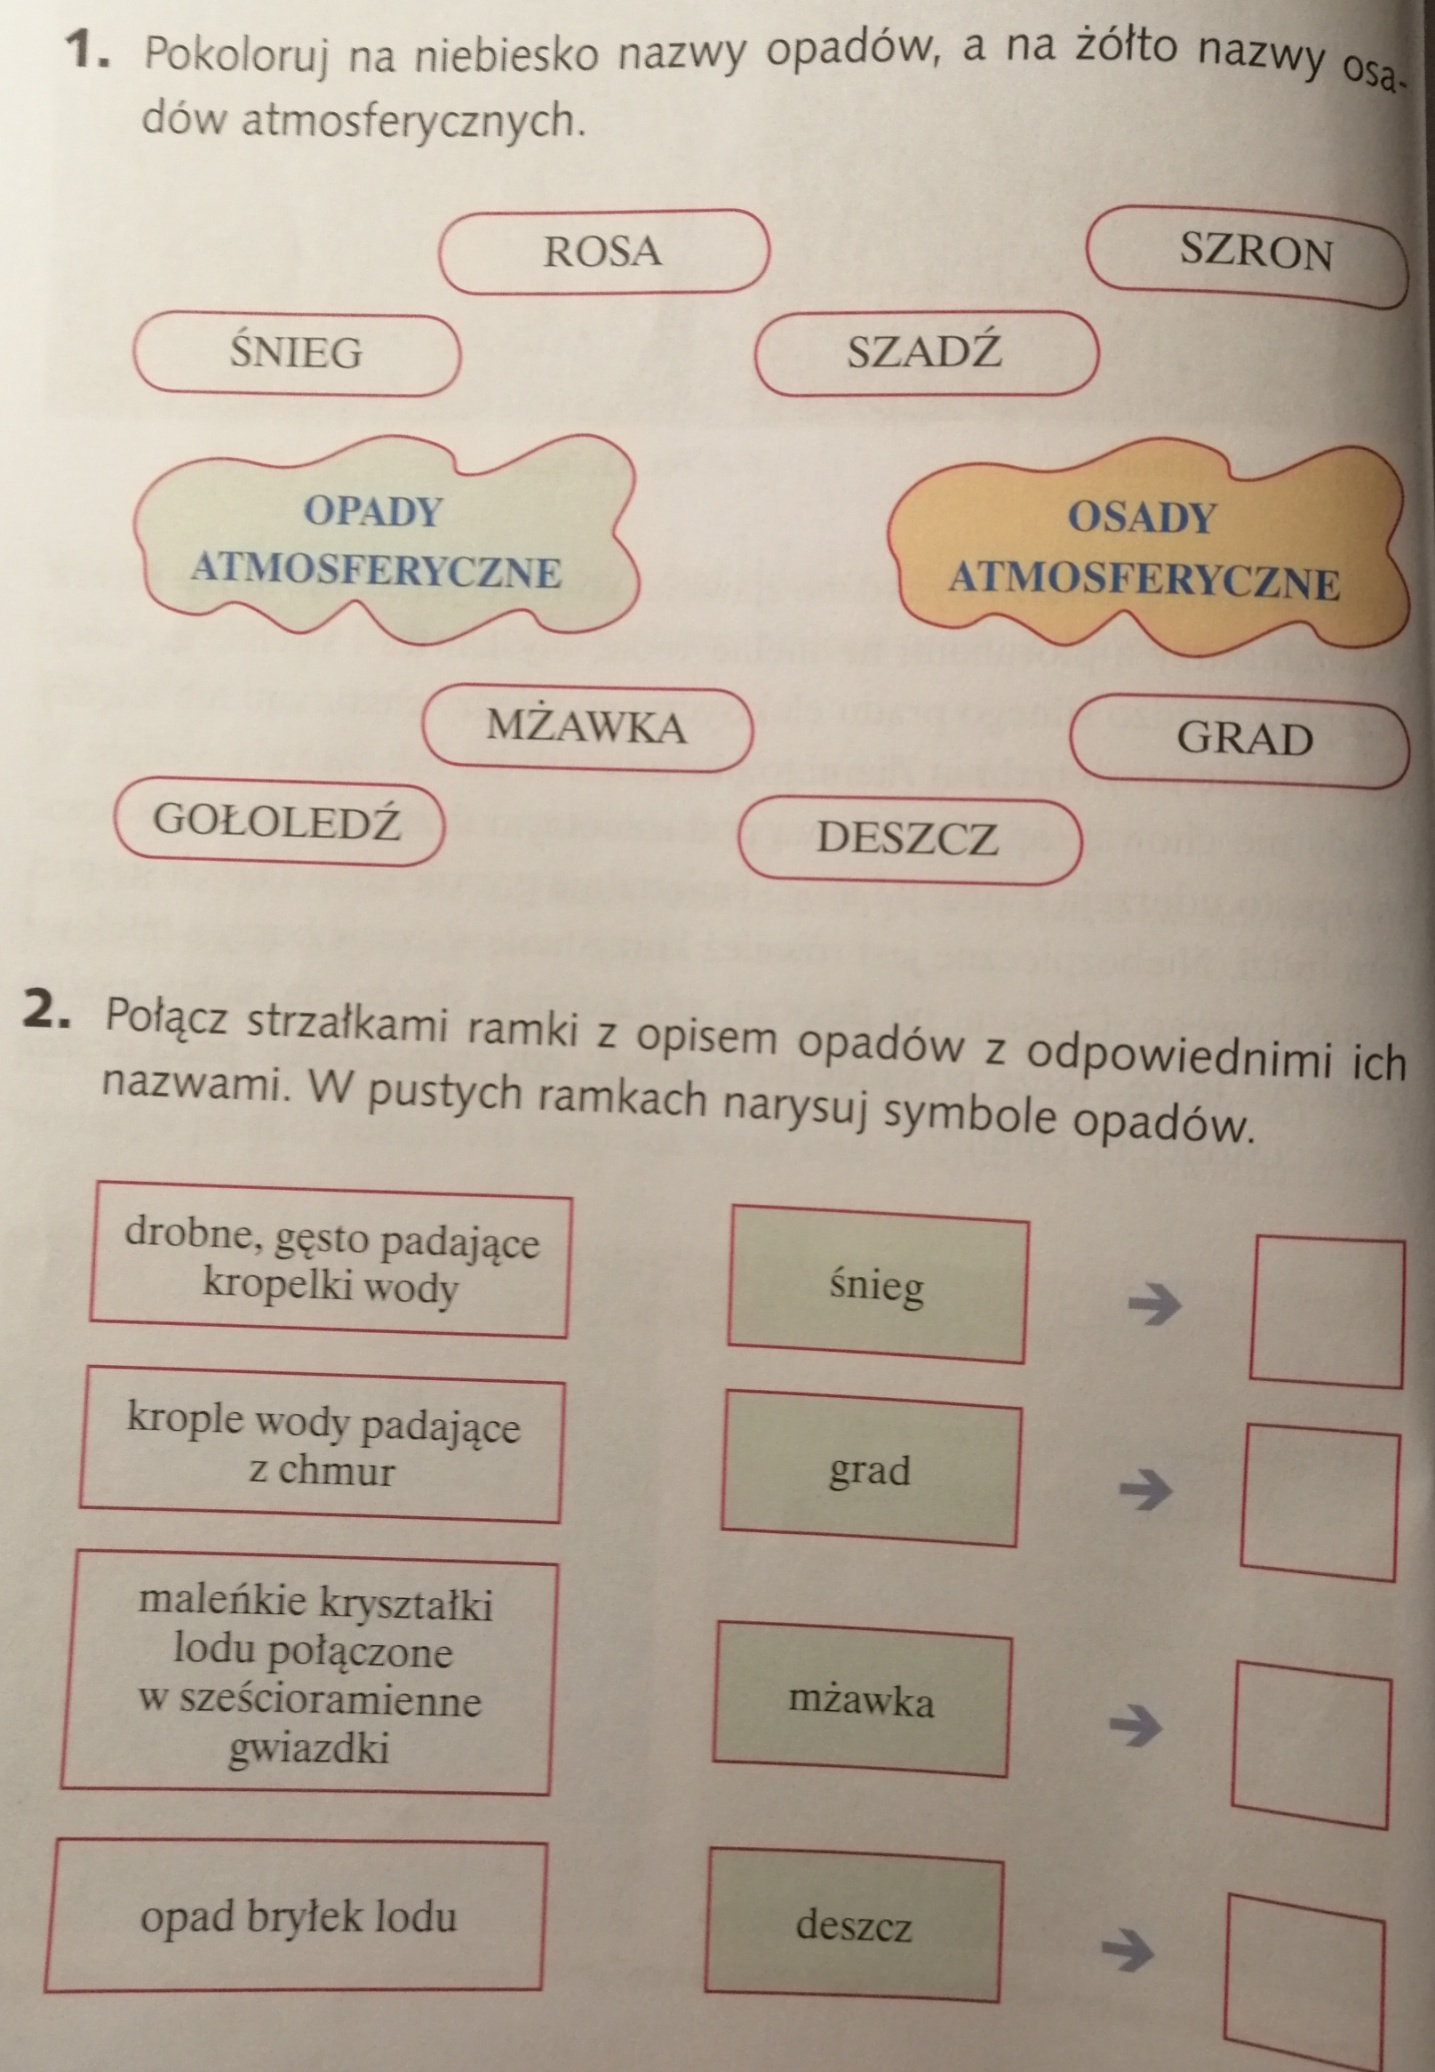 1. Pokoloruj na niebiesko nazwy opadów, a na żółto nazwy osa-
dów atmosferycznych.
ROSA
SZRON
ŚNIEG
SZADŹ
OPADY
ATMOSFERYCZNE
OSADY
ATMOSFERYCZNE
MŻAWKA
GRAD
GOŁOLEDŹ
DESZCZ
2. Połącz strzałkami ramki z opisem opadów z odpowiednimi ich
nazwami. W pustych ramkach narysuj symbole opadów.
drobne, gęsto padające
kropelki wody
śnieg
krople wody padające
z chmur
grad
maleńkie kryształki
lodu połączone
w sześcioramienne
gwiazdki
mżawka
opad bryłek lodu
deszcz